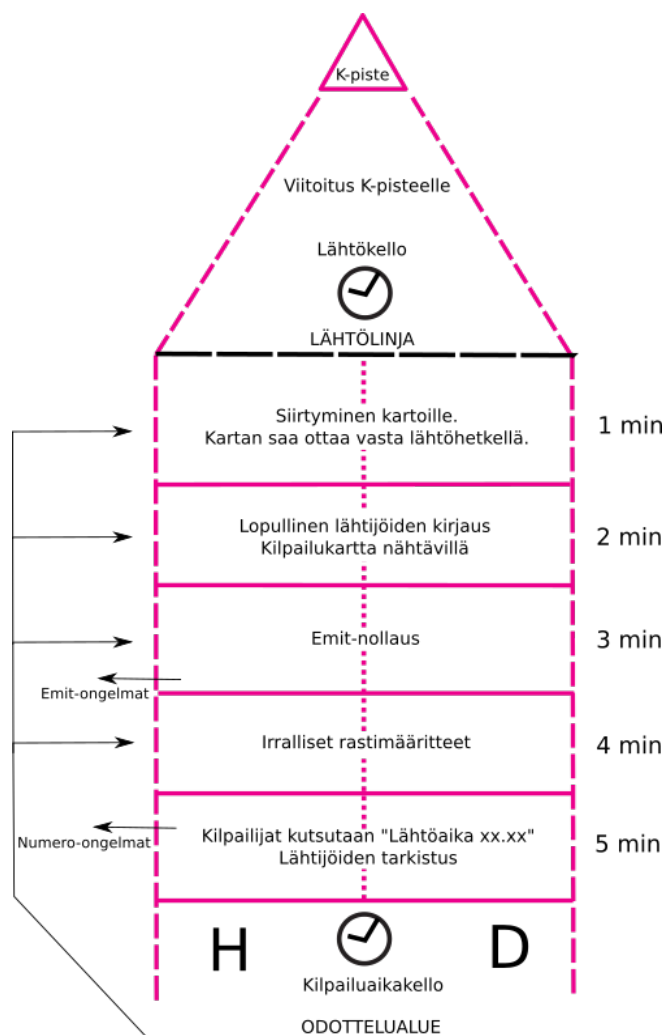 K-piste
Viitoitus K-pisteelle
Lähtökello
LÄHTÖLINJA
Siirtyminen kartoille.
Kartan saa ottaa vasta lähtöhetkellä.
1 min
Lopullinen lähtijöiden kirjaus
Kilpailukartta nähtävillä
2 min
Emit-nollaus
3 min
Emit-ongelmat
Irralliset rastimääritteet
4 min
Kilpailijat kutsutaan "Lähtöaika xx.xx"
Lähtijöiden tarkistus
5 min
Numero-ongelmat
H
D
Kilpailuaikakello
ODOTTELUALUE